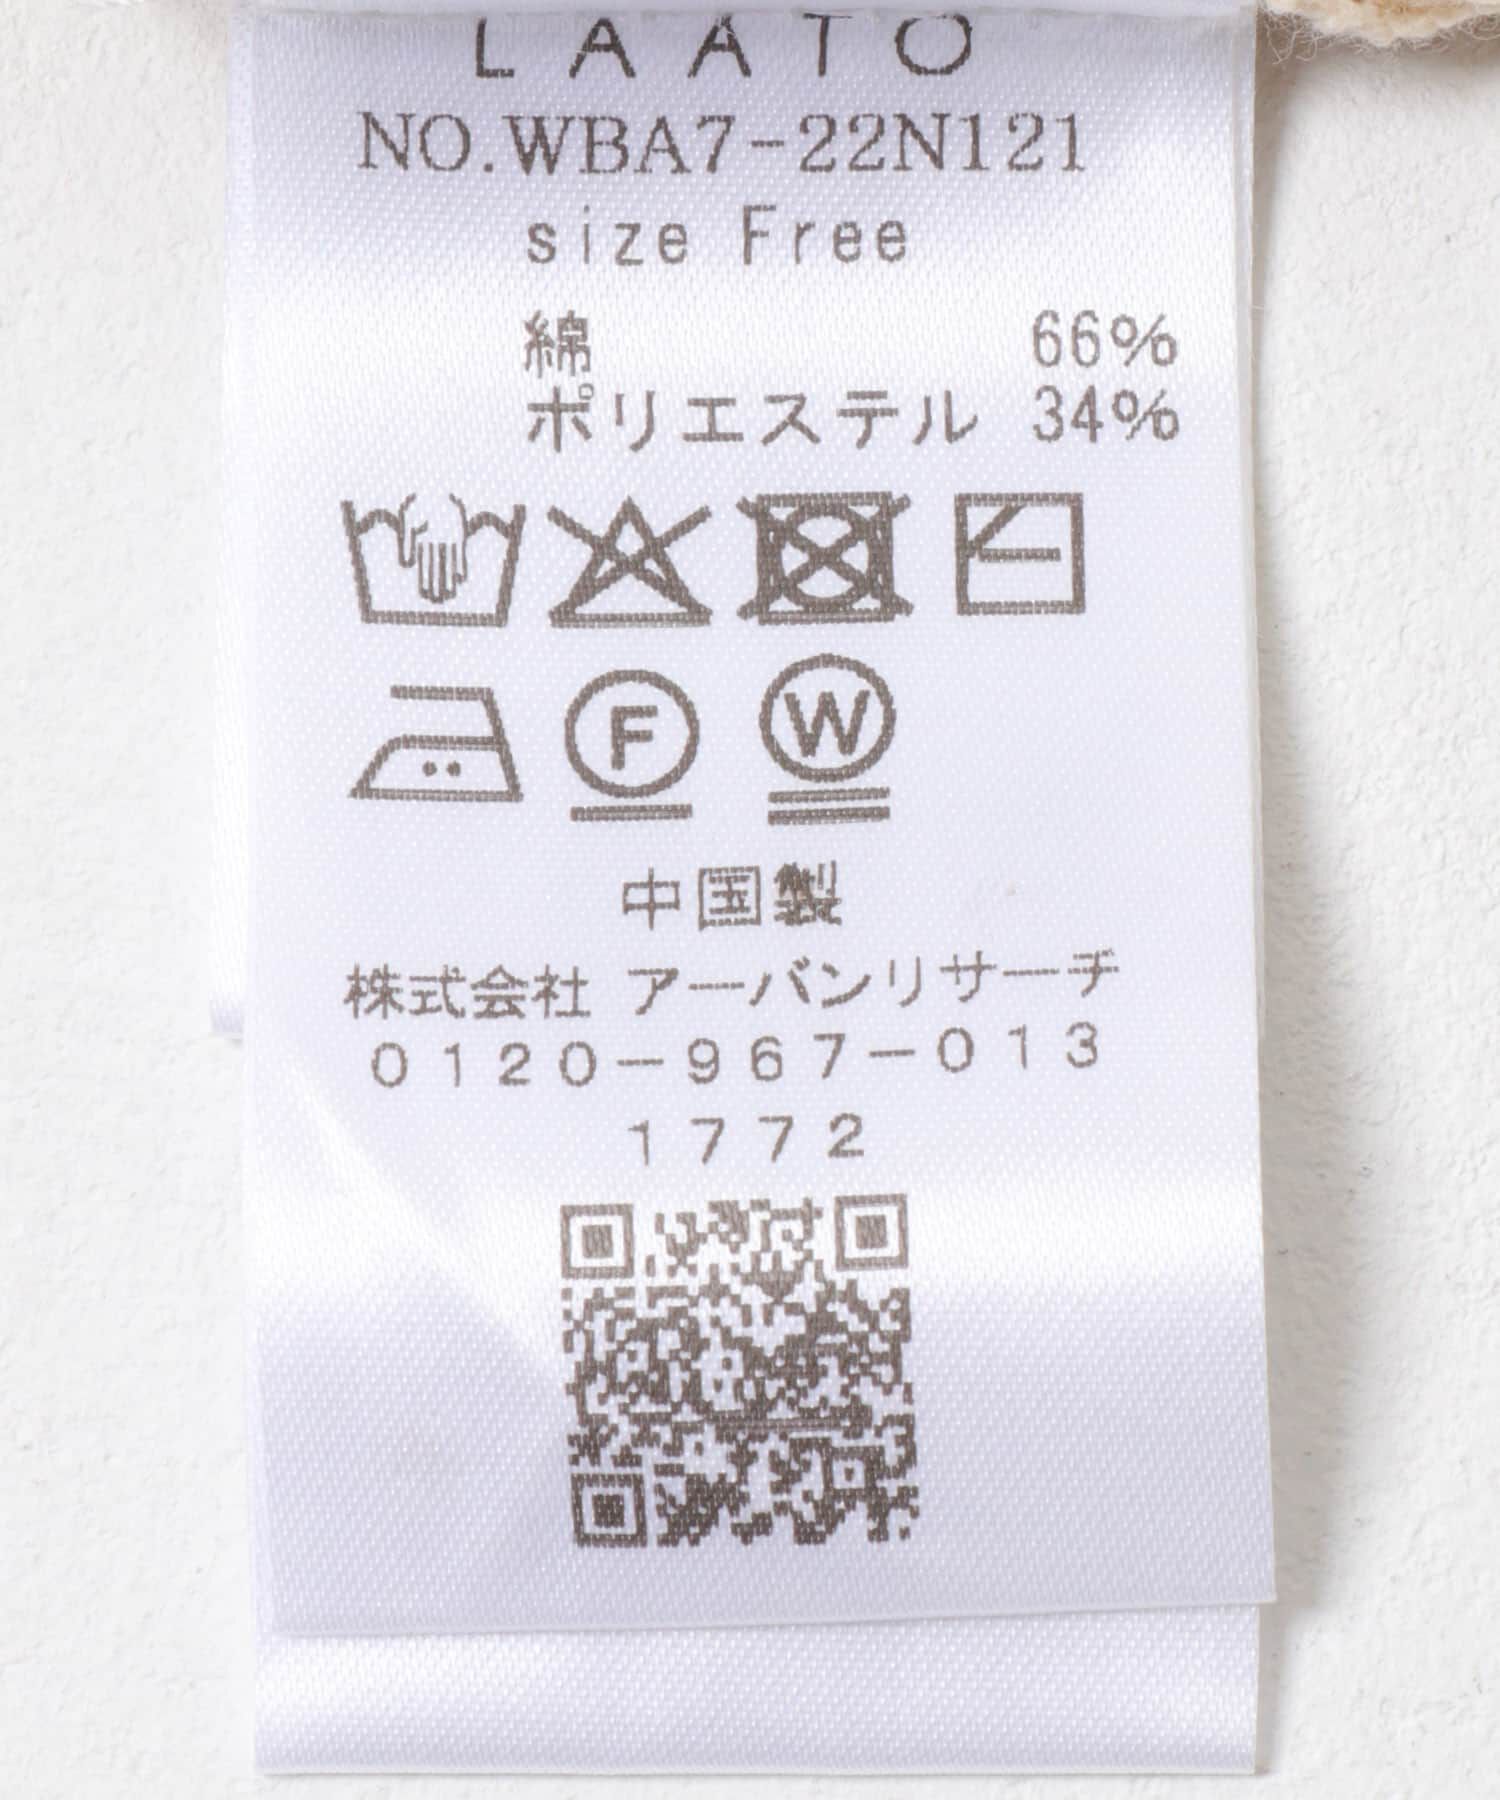 LAATO
NO.WBA7-22N121
size Free
綿 66%
ポリエステル 34%
F W
中国製
株式会社 アーバンリサーチ
0120-967-013
1772